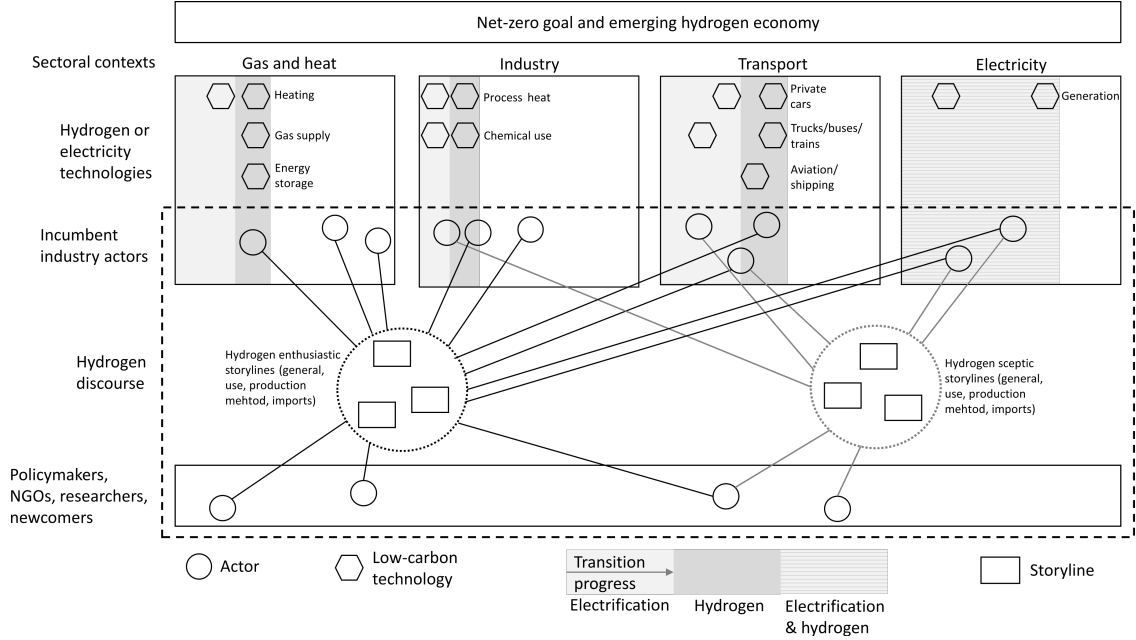 Net-zero goal and emerging hydrogen economy
Sectoral contexts
Gas and heat
Industry
Transport
Electricity
Hydrogen or
electricity
technologies
Heating
Gas supply
Energy
storage
Process heat
Chemical use
Private
cars
Trucks/buses/
trains
Aviation/
shipping
Generation
Incumbent
industry actors
Hydrogen
discourse
Hydrogen enthusiastic
storylines (general,
use, production
mehtod, imports)
Hydrogen sceptic
storylines (general,
use, production
mehtod, imports)
Policymakers,
NGOs, researchers,
newcomers
Actor
Low-carbon
technology
Transition
progress
Electrification
Hydrogen
Electrification
& hydrogen
Storyline